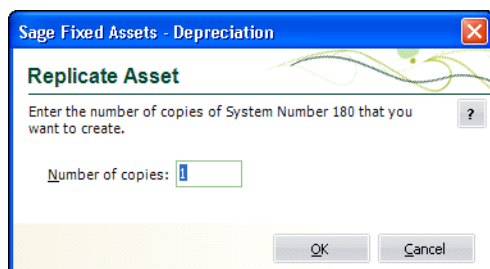 Sage Fixed Assets - Depreciation
Replicate Asset
Enter the number of copies of System Number 180 that you
want to create.
?
Number of copies: 1
OK
Cancel